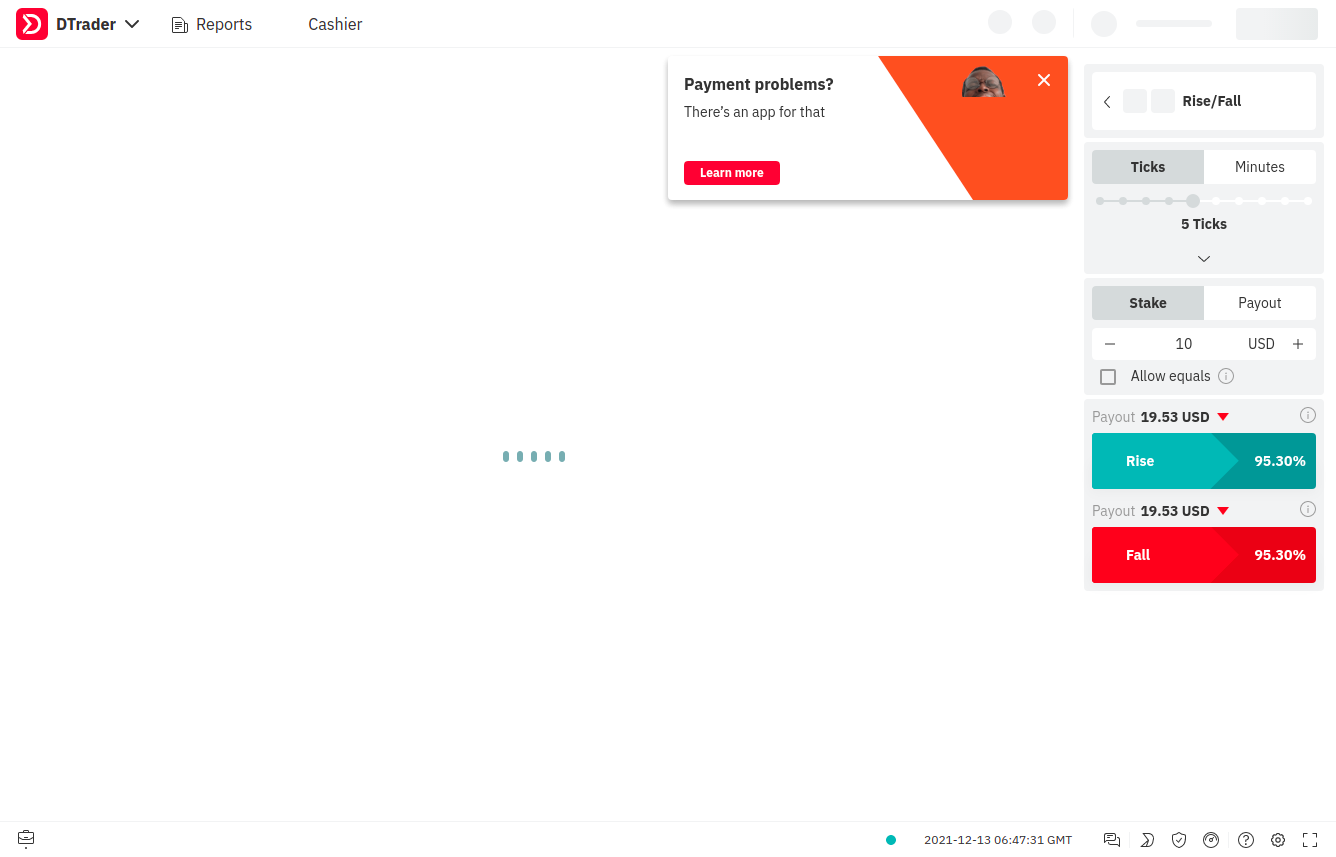 DTrader
Reports
Cashier
Payment problems?
There's an app for that
Learn more
Rise/Fall
Ticks
Minutes
5 Ticks
Stake
Payout
10
USD
Allow equals
Payout 19.53 USD
Rise
95.30%
Payout 19.53 USD
Fall
95.30%
2021-12-13 06:47:31 GMT